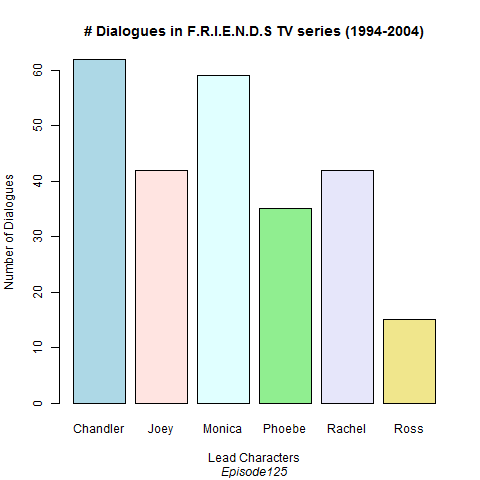 # Dialogues in F.R.I.E.N.D.S TV series (1994-2004)
Number of Dialogues
60
50
40
30
20
10
0
Chandler Joey Monica Phoebe Rachel Ross
Lead Characters
Episode125